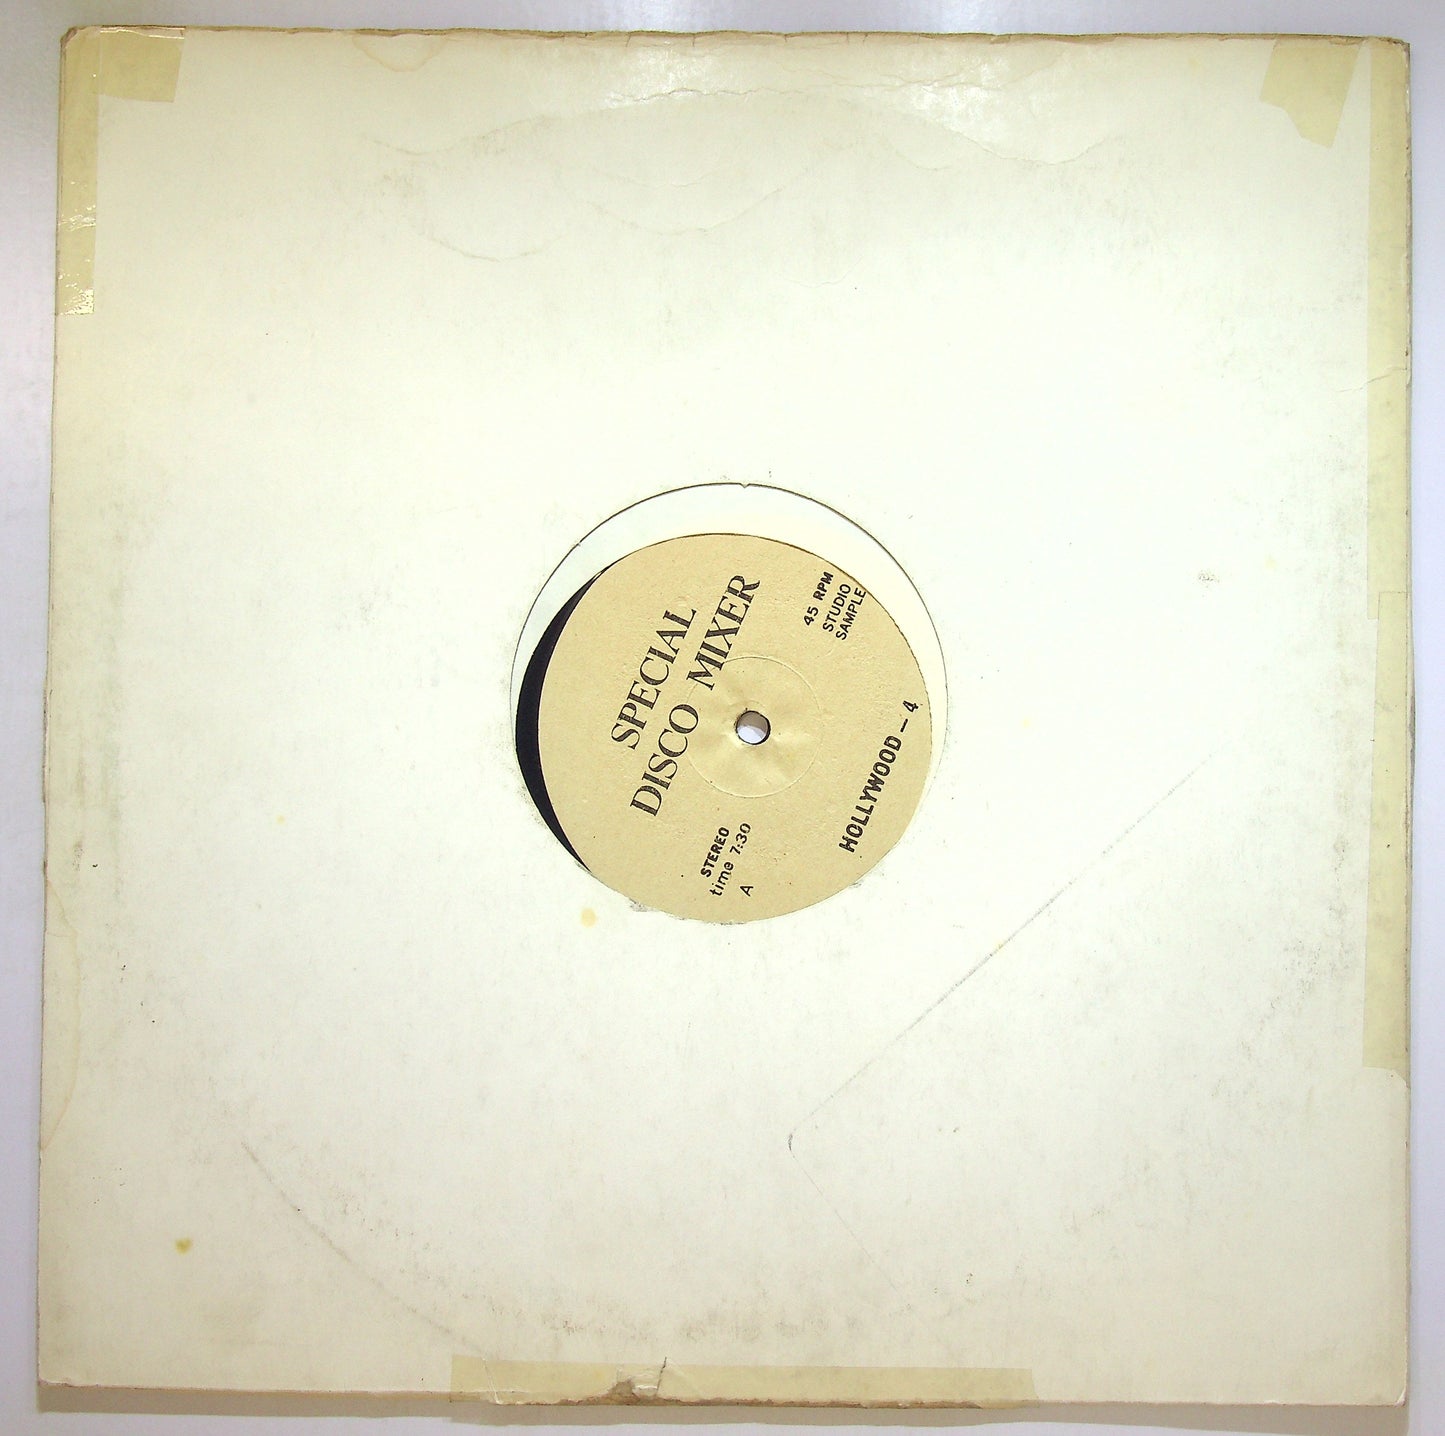 SPECIAL
DISCO MIXER
STEREO
time 7:30
A
45 RPM
STUDIO
SAMPLE
HOLLYWOOD – 4